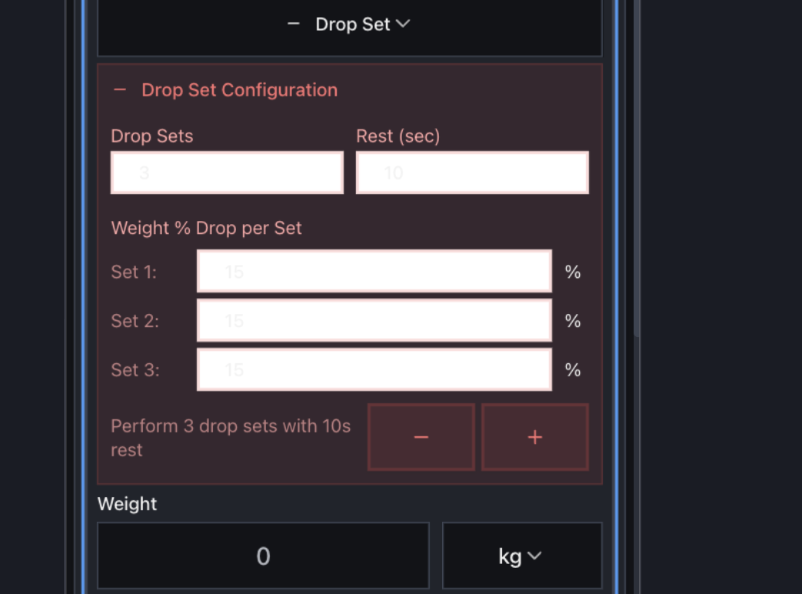 − Drop Set
− Drop Set Configuration
Drop Sets Rest (sec)
3 10
Weight % Drop per Set
Set 1: 15 %
Set 2: 15 %
Set 3: 15 %
Perform 3 drop sets with 10s
rest
− +
Weight
0 kg